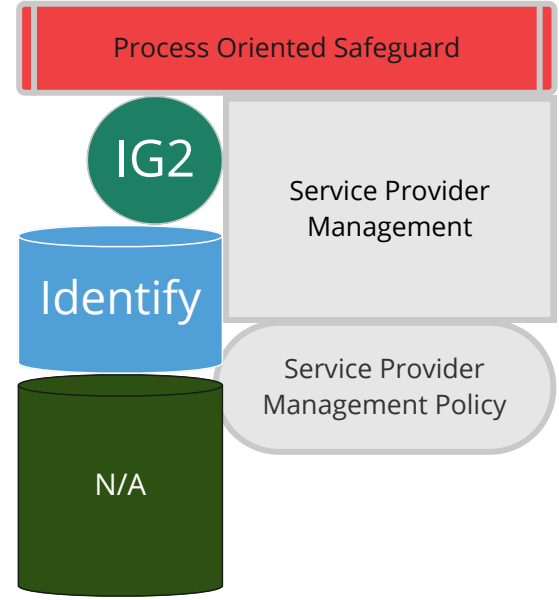 Process Oriented Safeguard
IG2
Service Provider
Management
Identify
Service Provider
Management Policy
N/A